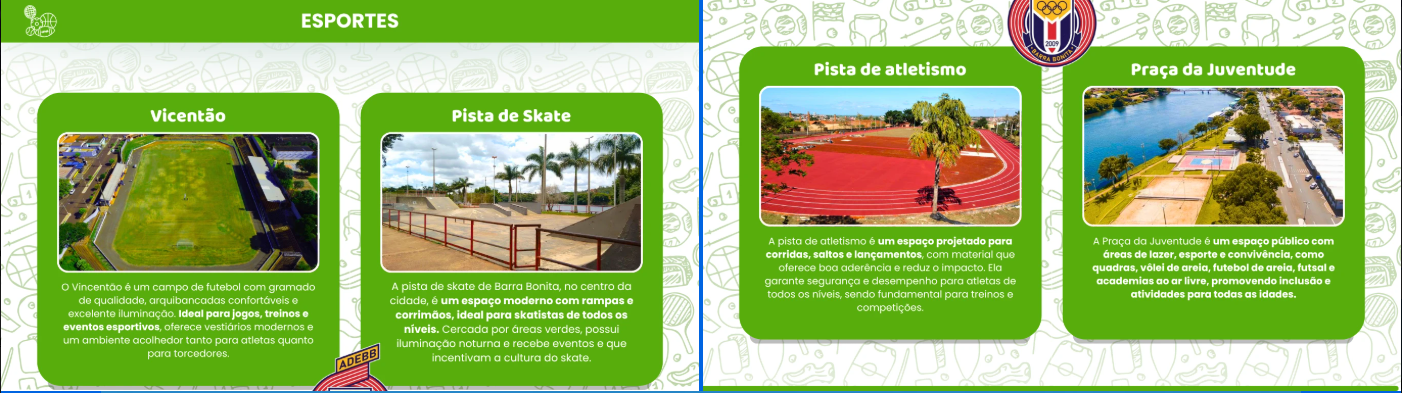 ESPORTES
Vicentão
O Vincentão é um campo de futebol com gramado
de qualidade, arquibancadas confortáveis e
excelente iluminação. Ideal para jogos, treinos e
eventos esportivos, oferece vestiários modernos e
um ambiente acolhedor tanto para atletas quanto
para torcedores.
Pista de Skate
A pista de skate de Barra Bonita, no centro da
cidade, é um espaço moderno com rampas e
corrimãos, ideal para skatistas de todos os
níveis. Cercada por áreas verdes, possui
iluminação noturna e recebe eventos e que
incentivam a cultura do skate.
ADEBB
2009
BARRA BONITA
Pista de atletismo
A pista de atletismo é um espaço projetado para
corridas, saltos e lançamentos, com material que
oferece boa aderência e reduz o impacto. Ela
garante segurança e desempenho para atletas de
todos os níveis, sendo fundamental para treinos e
competições.
Praça da Juventude
A Praça da Juventude é um espaço público com
áreas de lazer, esporte e convivência, como
quadras, vôlei de areia, futebol de areia, futsal e
academias ao ar livre, promovendo inclusão e
atividades para todas as idades.